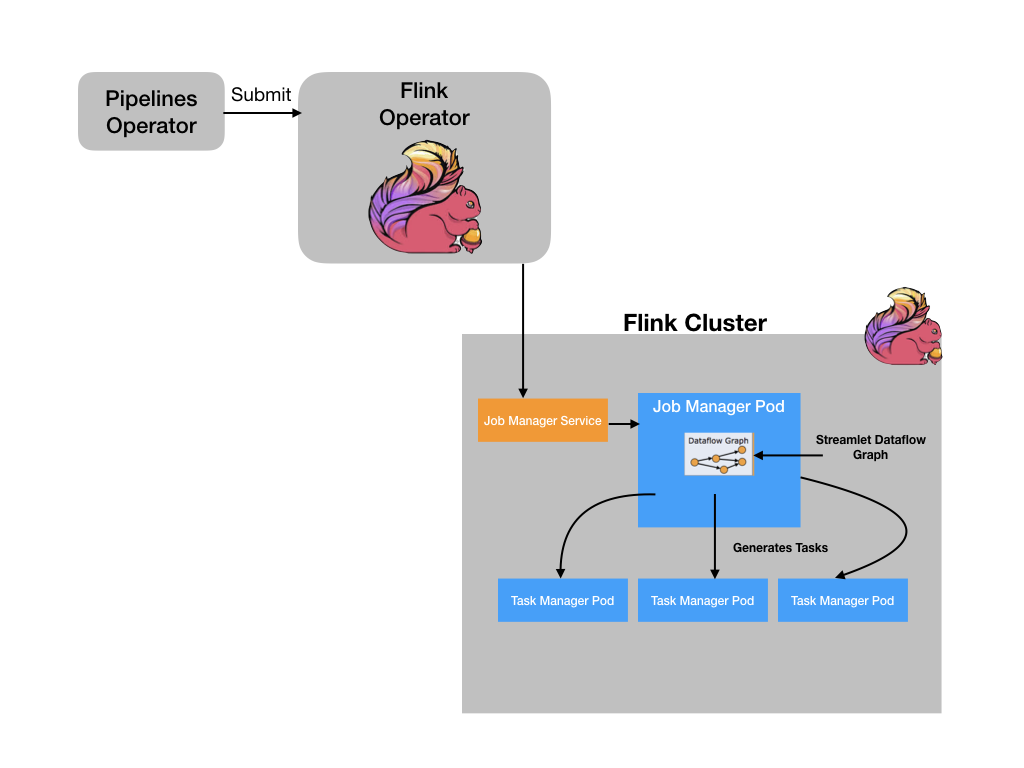 Pipelines
Operator
Submit
Flink
Operator
Flink Cluster
Job Manager Service
Job Manager Pod
Dataflow Graph
Streamlet Dataflow
Graph
Generates Tasks
Task Manager Pod
Task Manager Pod
Task Manager Pod